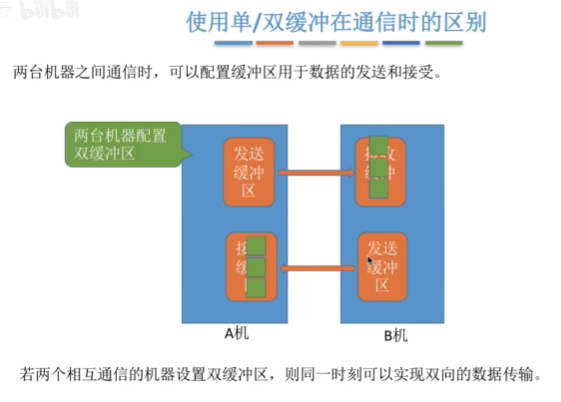 bilibili
使用单/双缓冲在通信时的区别
两台机器之间通信时，可以配置缓冲区用于数据的发送和接受。
两台机器配置
双缓冲区
发送
缓冲
区
发送
缓冲
区
A机
B机
若两个相互通信的机器设置双缓冲区，则同一时刻可以实现双向的数据传输。